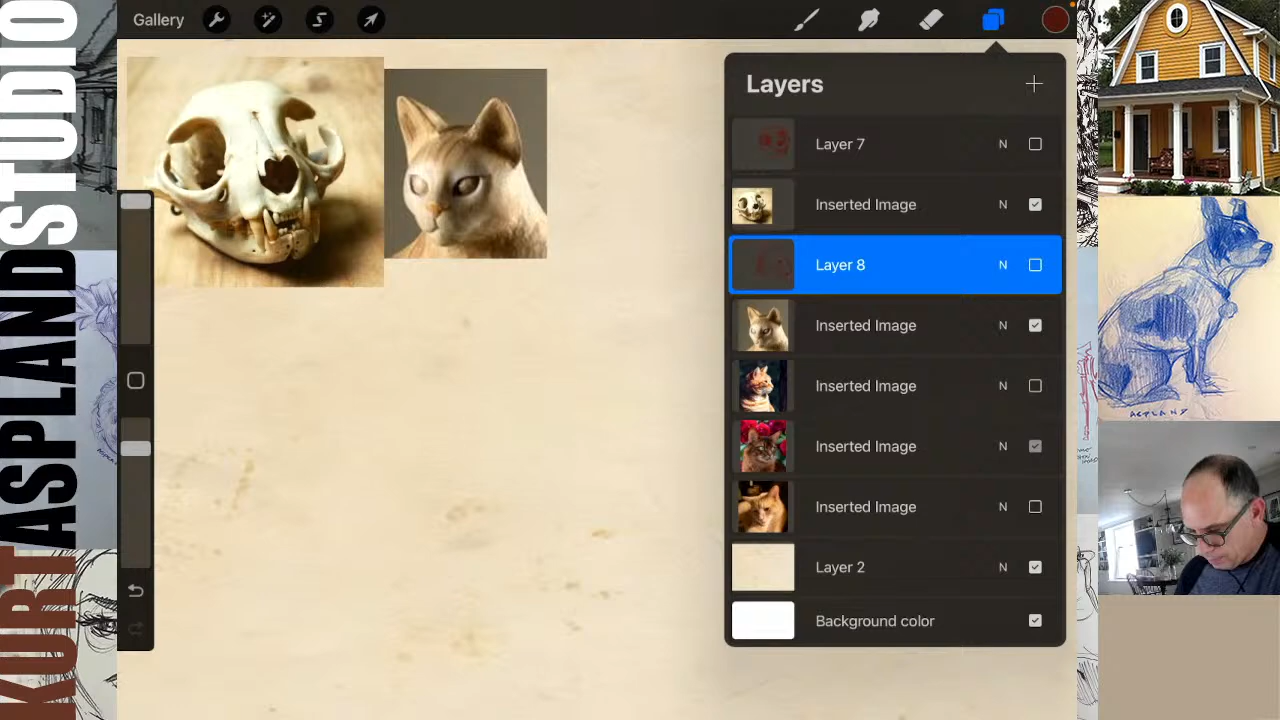 Gallery
Layers
Layer 7 N
Inserted Image N
Layer 8 N
Inserted Image N
Inserted Image N
Inserted Image N
Inserted Image N
Layer 2 N
Background color
KURT ASPLAND STUDIO
ASPLAND